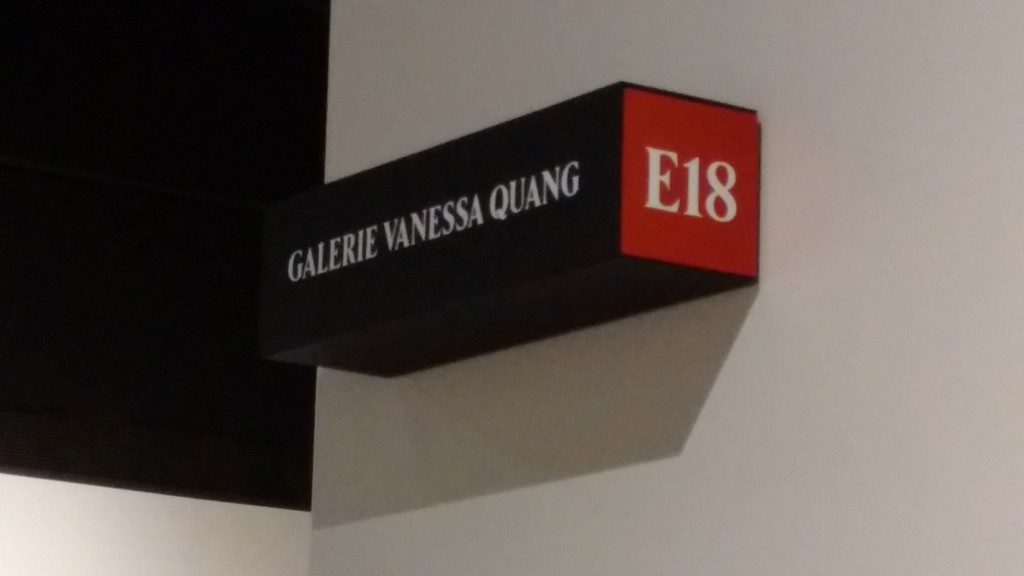 GALERIE VANESSA QUANG
E18